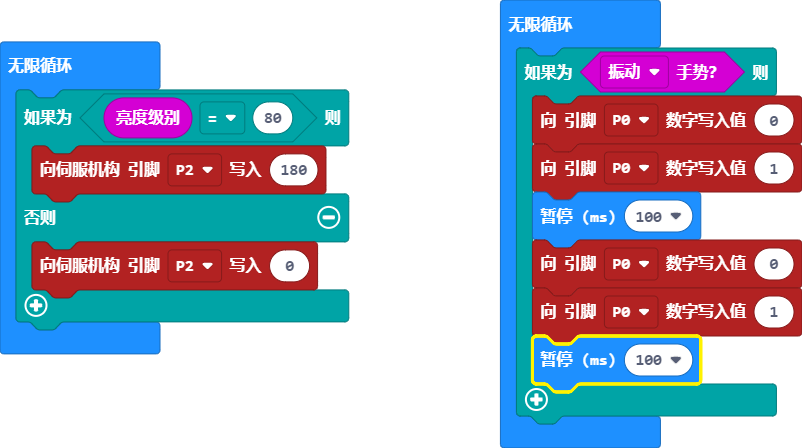 无限循环
如果为 亮度级别 = 80 则
向伺服机构 引脚 P2 写入 180
否则
向伺服机构 引脚 P2 写入 0
无限循环
如果为 振动 手势? 则
向 引脚 P0 数字写入值 0
向 引脚 P0 数字写入值 1
暂停 (ms) 100
向 引脚 P0 数字写入值 0
向 引脚 P0 数字写入值 1
暂停 (ms) 100